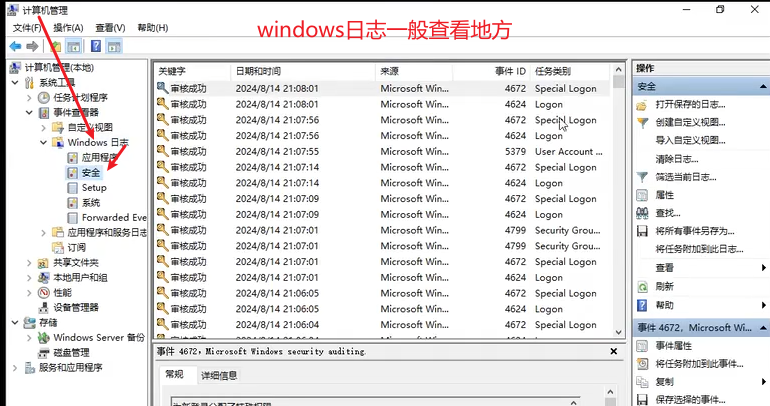 计算机管理
文件(F) 操作(A) 查看(V) 帮助(H)
windows日志一般查看地方
计算机管理(本地)
系统工具
任务计划程序
事件查看器
自定义视图
Windows 日志
应用程序
安全
Setup
系统
Forwarded Eve
应用程序和服务日志
订阅
共享文件夹
本地用户和组
性能
设备管理器
存储
Windows Server 备份
磁盘管理
服务和应用程序
关键字 日期和时间 来源 事件 ID 任务类别
审核成功 2024/8/14 21:08:01 Microsoft Win... 4672 Special Logon
审核成功 2024/8/14 21:08:01 Microsoft Win... 4624 Logon
审核成功 2024/8/14 21:07:56 Microsoft Win... 4672 Special Logon
审核成功 2024/8/14 21:07:56 Microsoft Win... 4624 Logon
审核成功 2024/8/14 21:07:55 Microsoft Win... 5379 User Account ...
审核成功 2024/8/14 21:07:14 Microsoft Win... 4672 Special Logon
审核成功 2024/8/14 21:07:14 Microsoft Win... 4624 Logon
审核成功 2024/8/14 21:07:09 Microsoft Win... 4672 Special Logon
审核成功 2024/8/14 21:07:09 Microsoft Win... 4624 Logon
审核成功 2024/8/14 21:07:01 Microsoft Win... 4799 Security Grou...
审核成功 2024/8/14 21:07:01 Microsoft Win... 4799 Security Grou...
审核成功 2024/8/14 21:07:01 Microsoft Win... 4672 Special Logon
审核成功 2024/8/14 21:07:01 Microsoft Win... 4624 Logon
审核成功 2024/8/14 21:06:05 Microsoft Win... 4672 Special Logon
审核成功 2024/8/14 21:06:05 Microsoft Win... 4624 Logon
审核成功 2024/8/14 21:06:04 Microsoft Win... 4672 Special Logon
事件 4672，Microsoft Windows security auditing.
常规 详细信息
操作
安全
打开保存的日志...
创建自定义视图...
导入自定义视图...
清除日志...
筛选当前日志...
属性
查找...
将所有事件另存为...
将任务附加到此日志...
查看
刷新
帮助
事件 4672，Microsoft Wi...
事件属性
将任务附加到此事件...
复制
保存选择的事件...